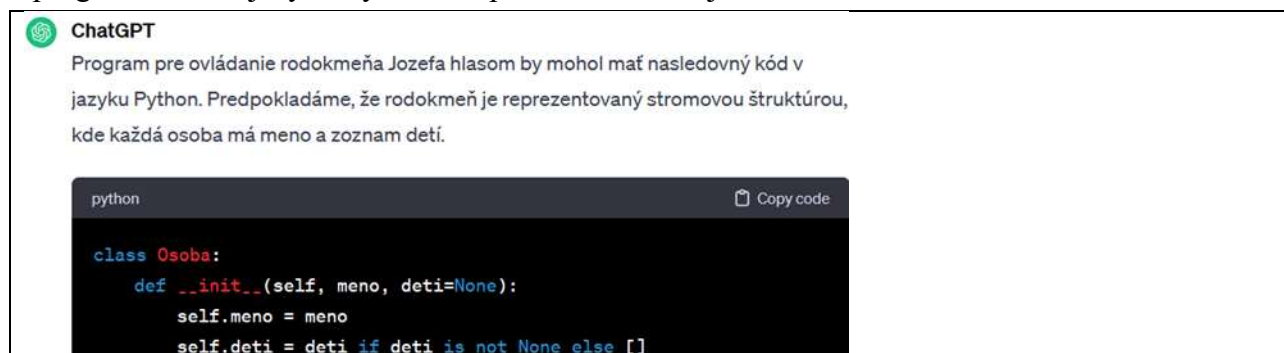 ChatGPT
Program pre ovládanie rodokmeňa Jozefa hlasom by mohol mať nasledovný kód v
jazyku Python. Predpokladáme, že rodokmeň je reprezentovaný stromovou štruktúrou,
kde každá osoba má meno a zoznam detí.
python Copy code
class Osoba:
    def __init__(self, meno, deti=None):
        self.meno = meno
        self.deti = deti if deti is not None else []